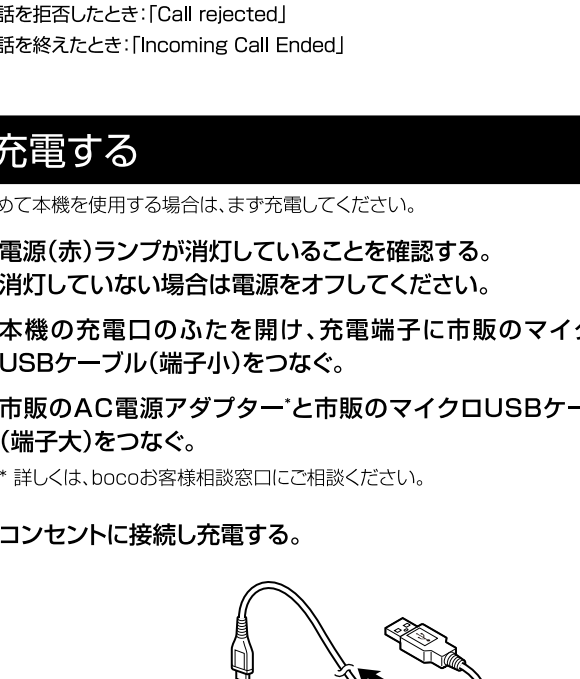 話を拒否したとき：「Call rejected」
話を終えたとき：「Incoming Call Ended」
充電する
めて本機を使用する場合は、まず充電してください。
電源（赤）ランプが消灯していることを確認する。
消灯していない場合は電源をオフしてください。
本機の充電口のふたを開け、充電端子に市販のマイク
USBケーブル（端子小）をつなぐ。
市販のAC電源アダプター*と市販のマイクロUSBケー
（端子大）をつなぐ。
* 詳しくは、bocoお客様相談窓口にご相談ください。
コンセントに接続し充電する。